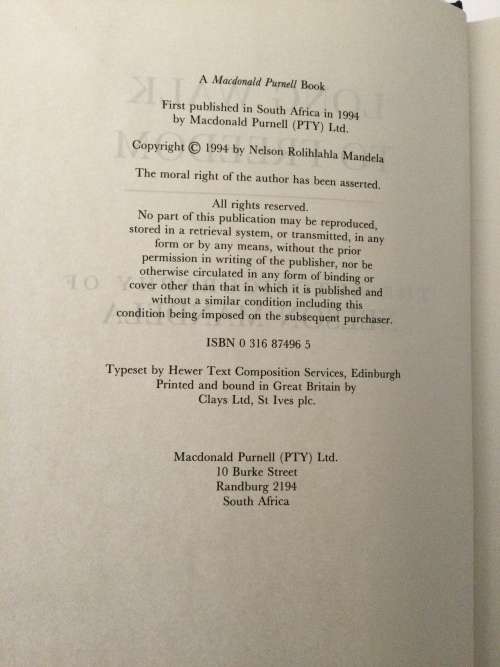 A Macdonald Purnell Book
First published in South Africa in 1994
by Macdonald Purnell (PTY) Ltd.
Copyright © 1994 by Nelson Rolihlahla Mandela
The moral right of the author has been asserted.
All rights reserved.
No part of this publication may be reproduced,
stored in a retrieval system, or transmitted, in any
form or by any means, without the prior
permission in writing of the publisher, nor be
otherwise circulated in any form of binding or
cover other than that in which it is published and
without a similar condition including this
condition being imposed on the subsequent purchaser.
ISBN 0 316 87496 5
Typeset by Hewer Text Composition Services, Edinburgh
Printed and bound in Great Britain by
Clays Ltd, St Ives plc.
Macdonald Purnell (PTY) Ltd.
10 Burke Street
Randburg 2194
South Africa